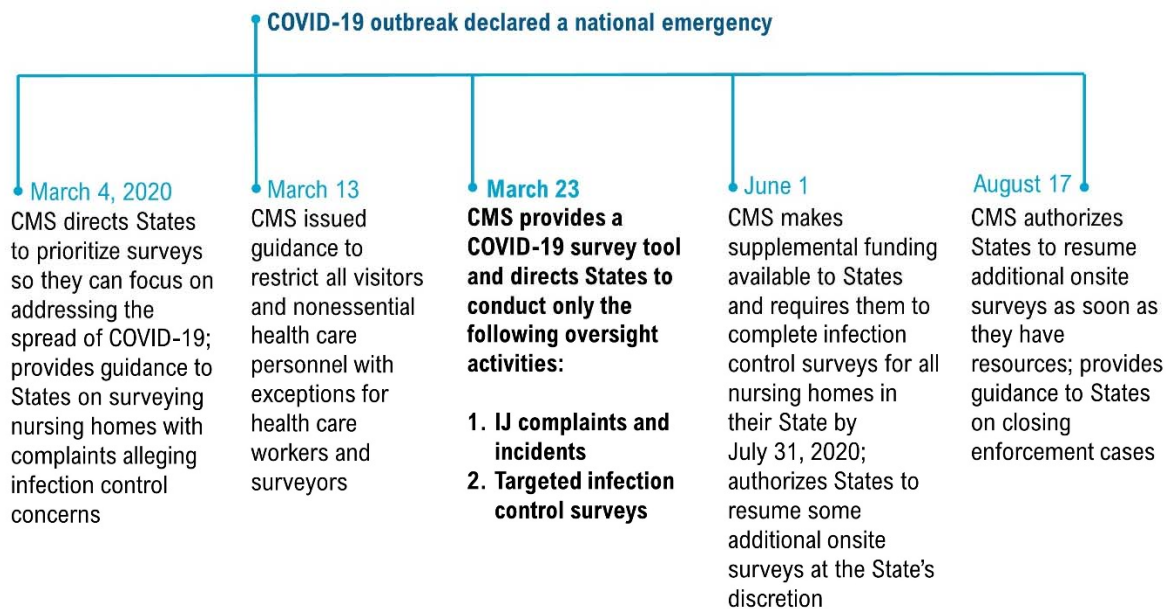 COVID-19 outbreak declared a national emergency
March 4, 2020
CMS directs States
to prioritize surveys
so they can focus on
addressing the
spread of COVID-19;
provides guidance to
States on surveying
nursing homes with
complaints alleging
infection control
concerns
March 13
CMS issued
guidance to
restrict all visitors
and nonessential
health care
personnel with
exceptions for
health care
workers and
surveyors
March 23
CMS provides a
COVID-19 survey tool
and directs States to
conduct only the
following oversight
activities:
1. IJ complaints and
incidents
2. Targeted infection
control surveys
June 1
CMS makes
supplemental funding
available to States
and requires them to
complete infection
control surveys for all
nursing homes in
their State by
July 31, 2020;
authorizes States to
resume some
additional onsite
surveys at the State's
discretion
August 17
CMS authorizes
States to resume
additional onsite
surveys as soon as
they have
resources; provides
guidance to States
on closing
enforcement cases